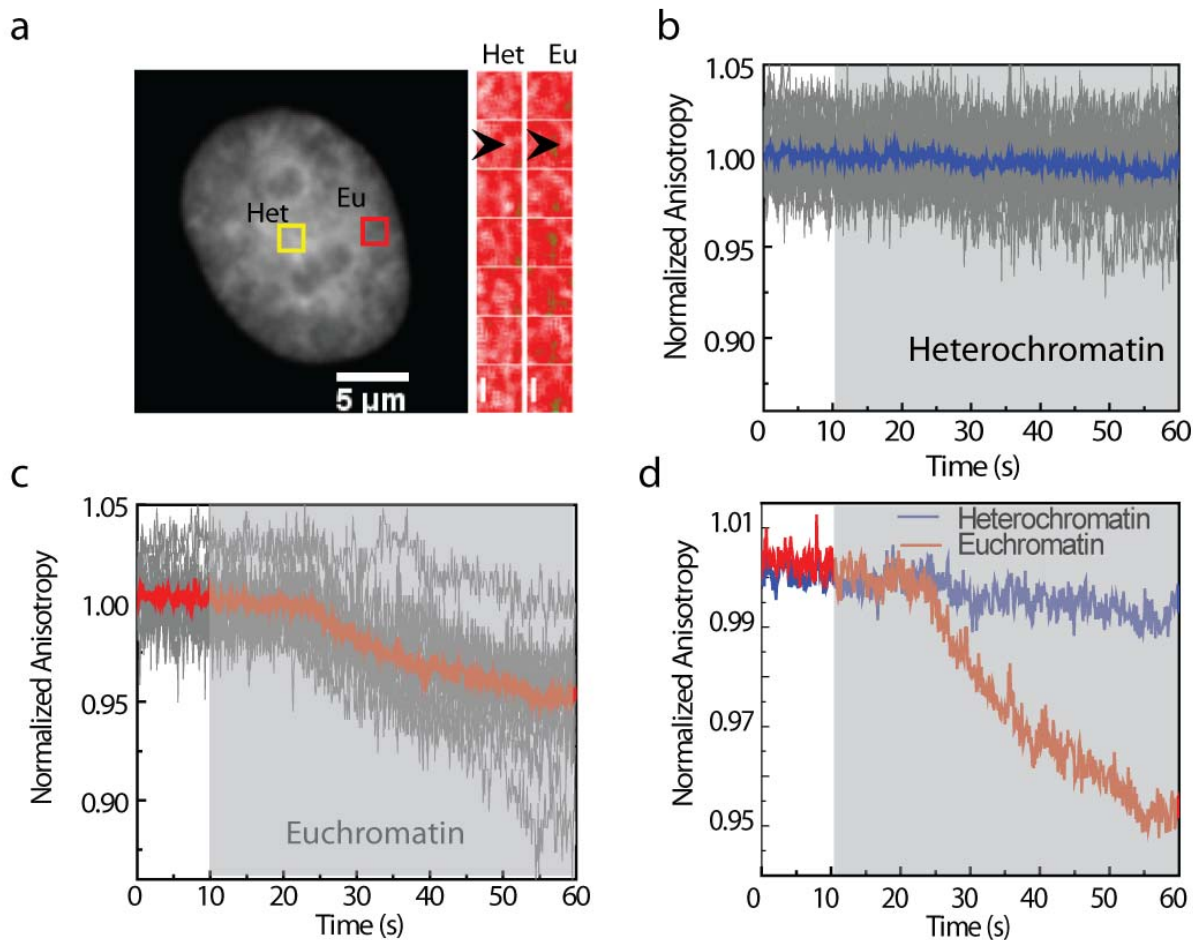 a
Het Eu
Het
Eu
5 µm
b
1.05
1.00
0.95
0.90
Normalized Anisotropy
Heterochromatin
0 10 20 30 40 50 60
Time (s)
c
1.05
1.00
0.95
0.90
Normalized Anisotropy
Euchromatin
0 10 20 30 40 50 60
Time (s)
d
1.01
0.99
0.97
0.95
Normalized Anisotropy
Heterochromatin
Euchromatin
0 10 20 30 40 50 60
Time (s)